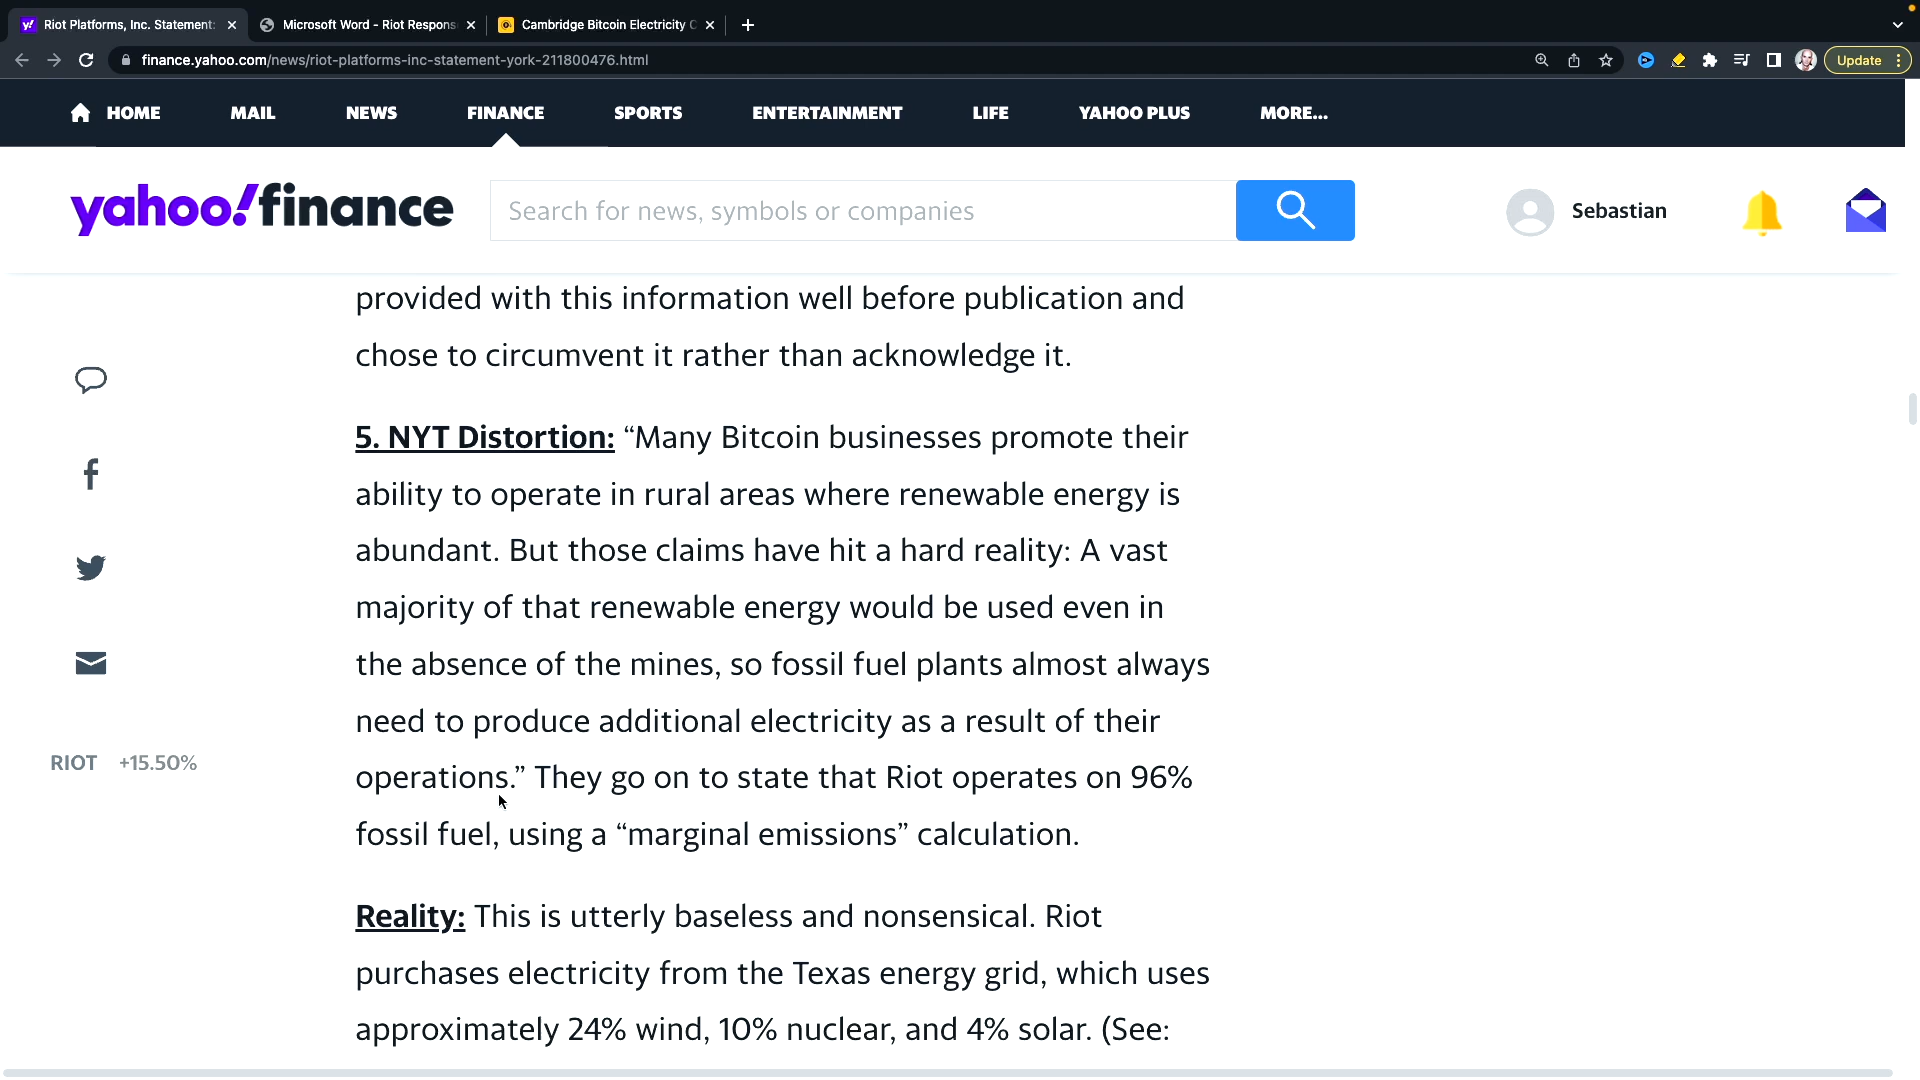 Riot Platforms, Inc. Statement:
Microsoft Word - Riot Respons
Cambridge Bitcoin Electricity C
finance.yahoo.com/news/riot-platforms-inc-statement-york-211800476.html
Update
HOME MAIL NEWS FINANCE SPORTS ENTERTAINMENT LIFE YAHOO PLUS MORE...
yahoo!finance
Search for news, symbols or companies
Sebastian
provided with this information well before publication and
chose to circumvent it rather than acknowledge it.
5. NYT Distortion: “Many Bitcoin businesses promote their
ability to operate in rural areas where renewable energy is
abundant. But those claims have hit a hard reality: A vast
majority of that renewable energy would be used even in
the absence of the mines, so fossil fuel plants almost always
need to produce additional electricity as a result of their
RIOT +15.50%
operations.” They go on to state that Riot operates on 96%
fossil fuel, using a “marginal emissions” calculation.
Reality: This is utterly baseless and nonsensical. Riot
purchases electricity from the Texas energy grid, which uses
approximately 24% wind, 10% nuclear, and 4% solar. (See: